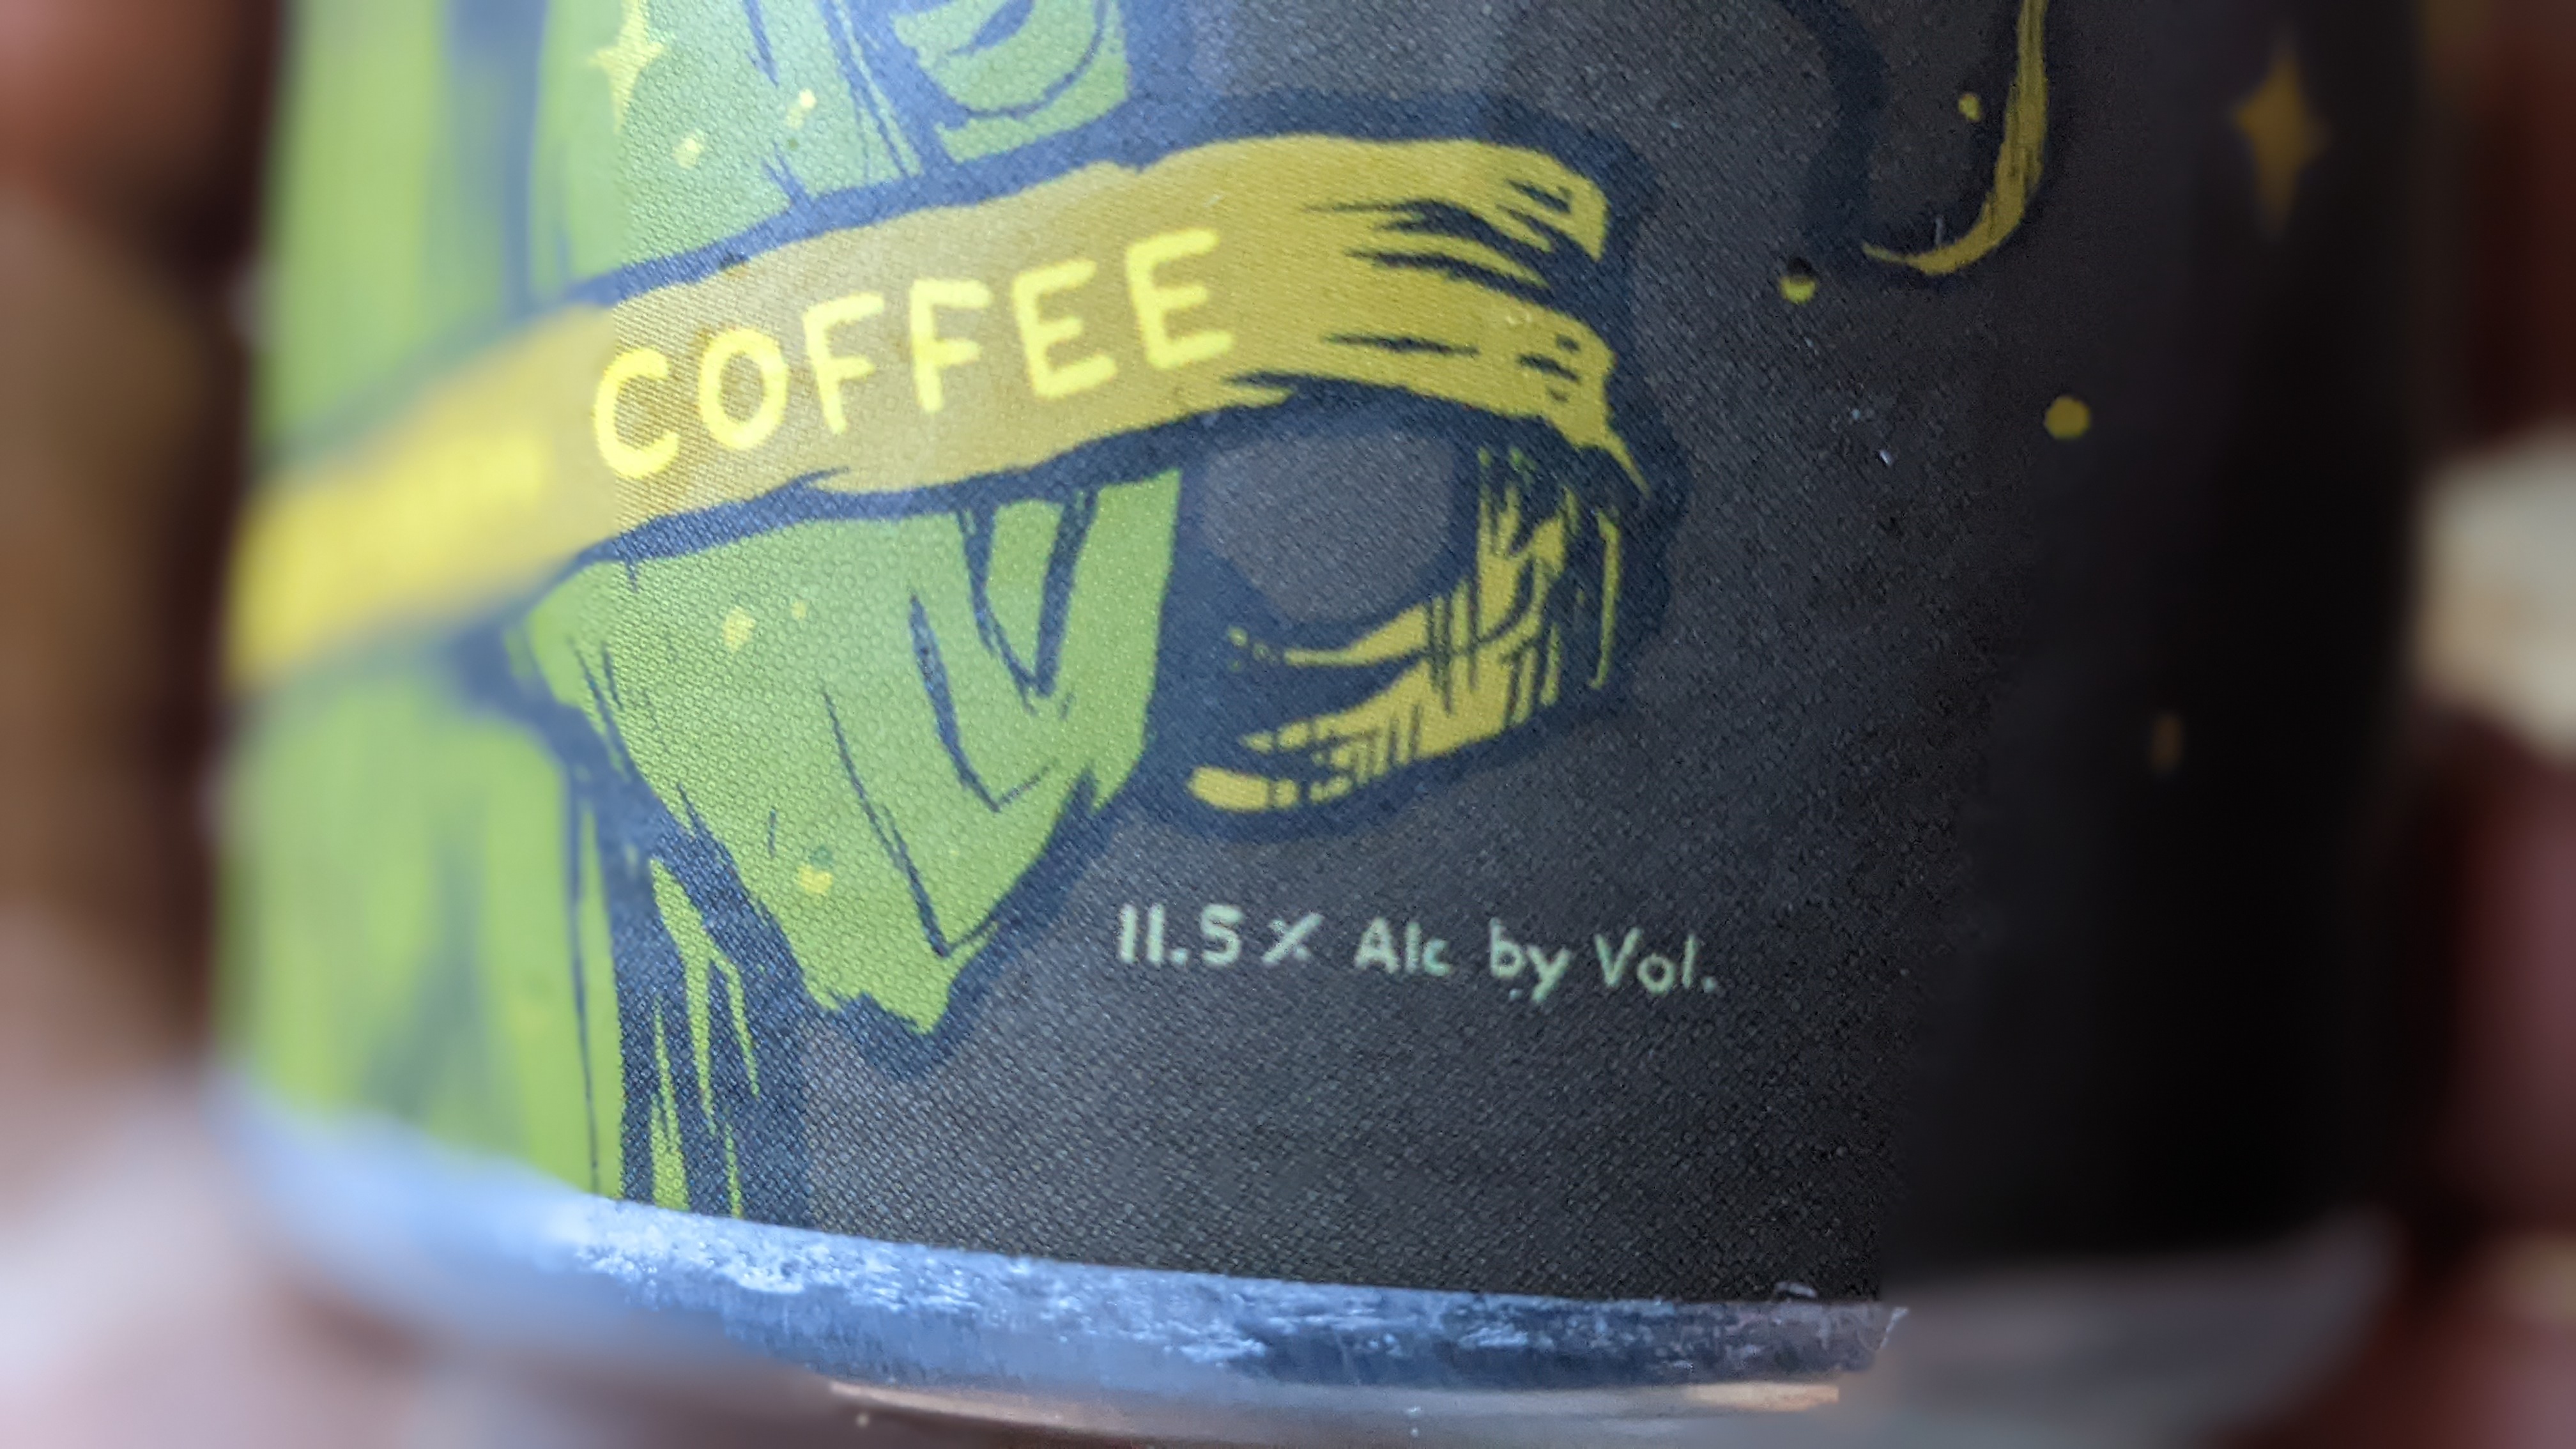 COFFEE
11.5% Alc by Vol.